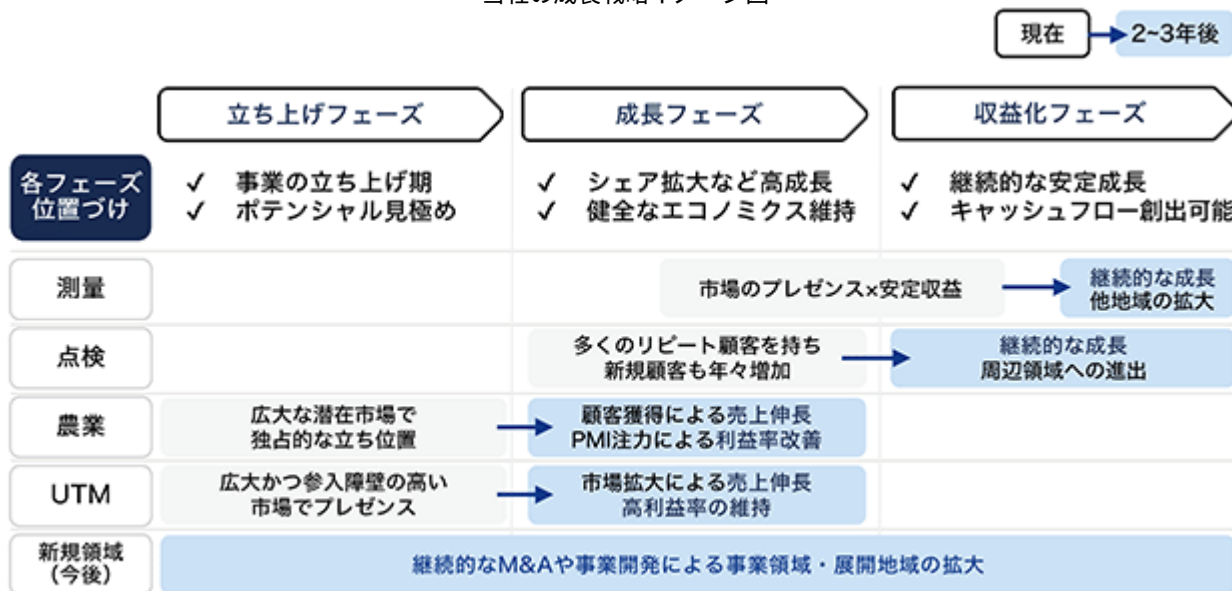 当社の成長戦略イメージ図
現在
2~3年後
立ち上げフェーズ
成長フェーズ
収益化フェーズ
各フェーズ
位置づけ
✓ 事業の立ち上げ期
✓ ポテンシャル見極め
✓ シェア拡大など高成長
✓ 健全なエコノミクス維持
✓ 継続的な安定成長
✓ キャッシュフロー創出可能
測量
市場のプレゼンス×安定収益
継続的な成長
他地域の拡大
点検
多くのリピート顧客を持ち
新規顧客も年々増加
継続的な成長
周辺領域への進出
農業
広大な潜在市場で
独占的な立ち位置
顧客獲得による売上伸長
PMI注力による利益率改善
UTM
広大かつ参入障壁の高い
市場でプレゼンス
市場拡大による売上伸長
高利益率の維持
新規領域
(今後)
継続的なM&Aや事業開発による事業領域・展開地域の拡大